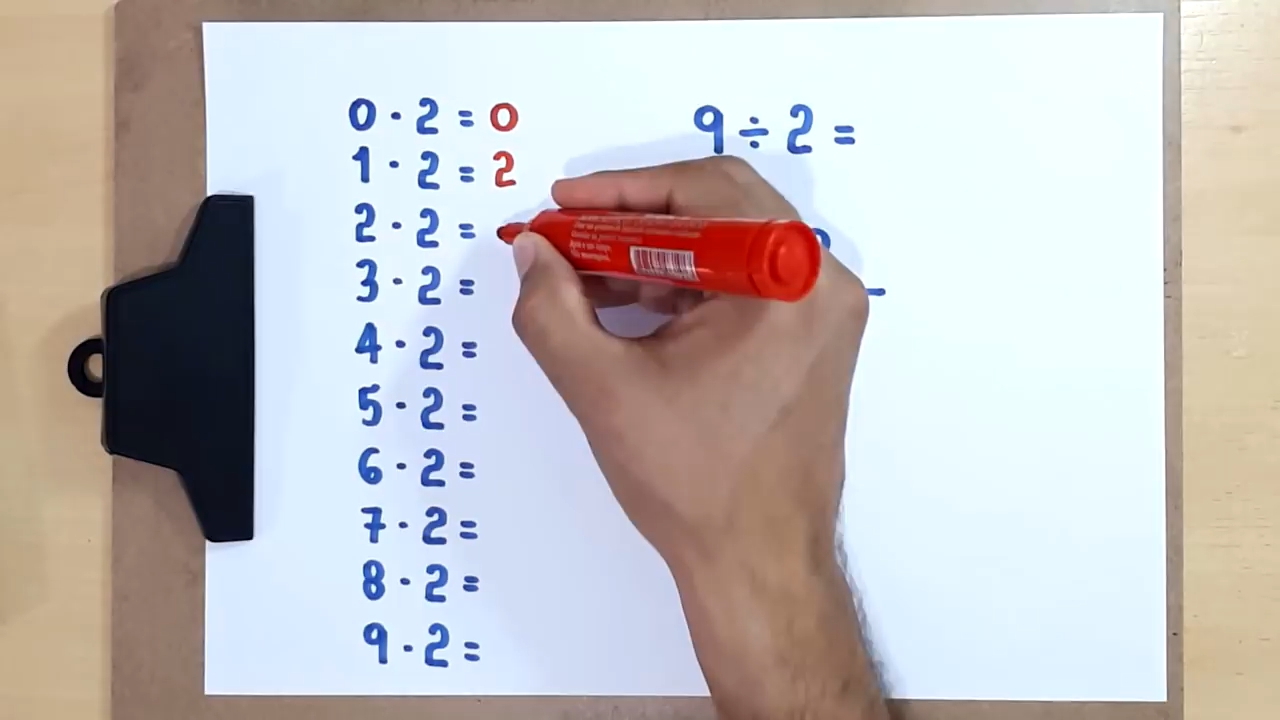 0 · 2 = 0
1 · 2 = 2
2 · 2 =
3 · 2 =
4 · 2 =
5 · 2 =
6 · 2 =
7 · 2 =
8 · 2 =
9 · 2 =
9 ÷ 2 =